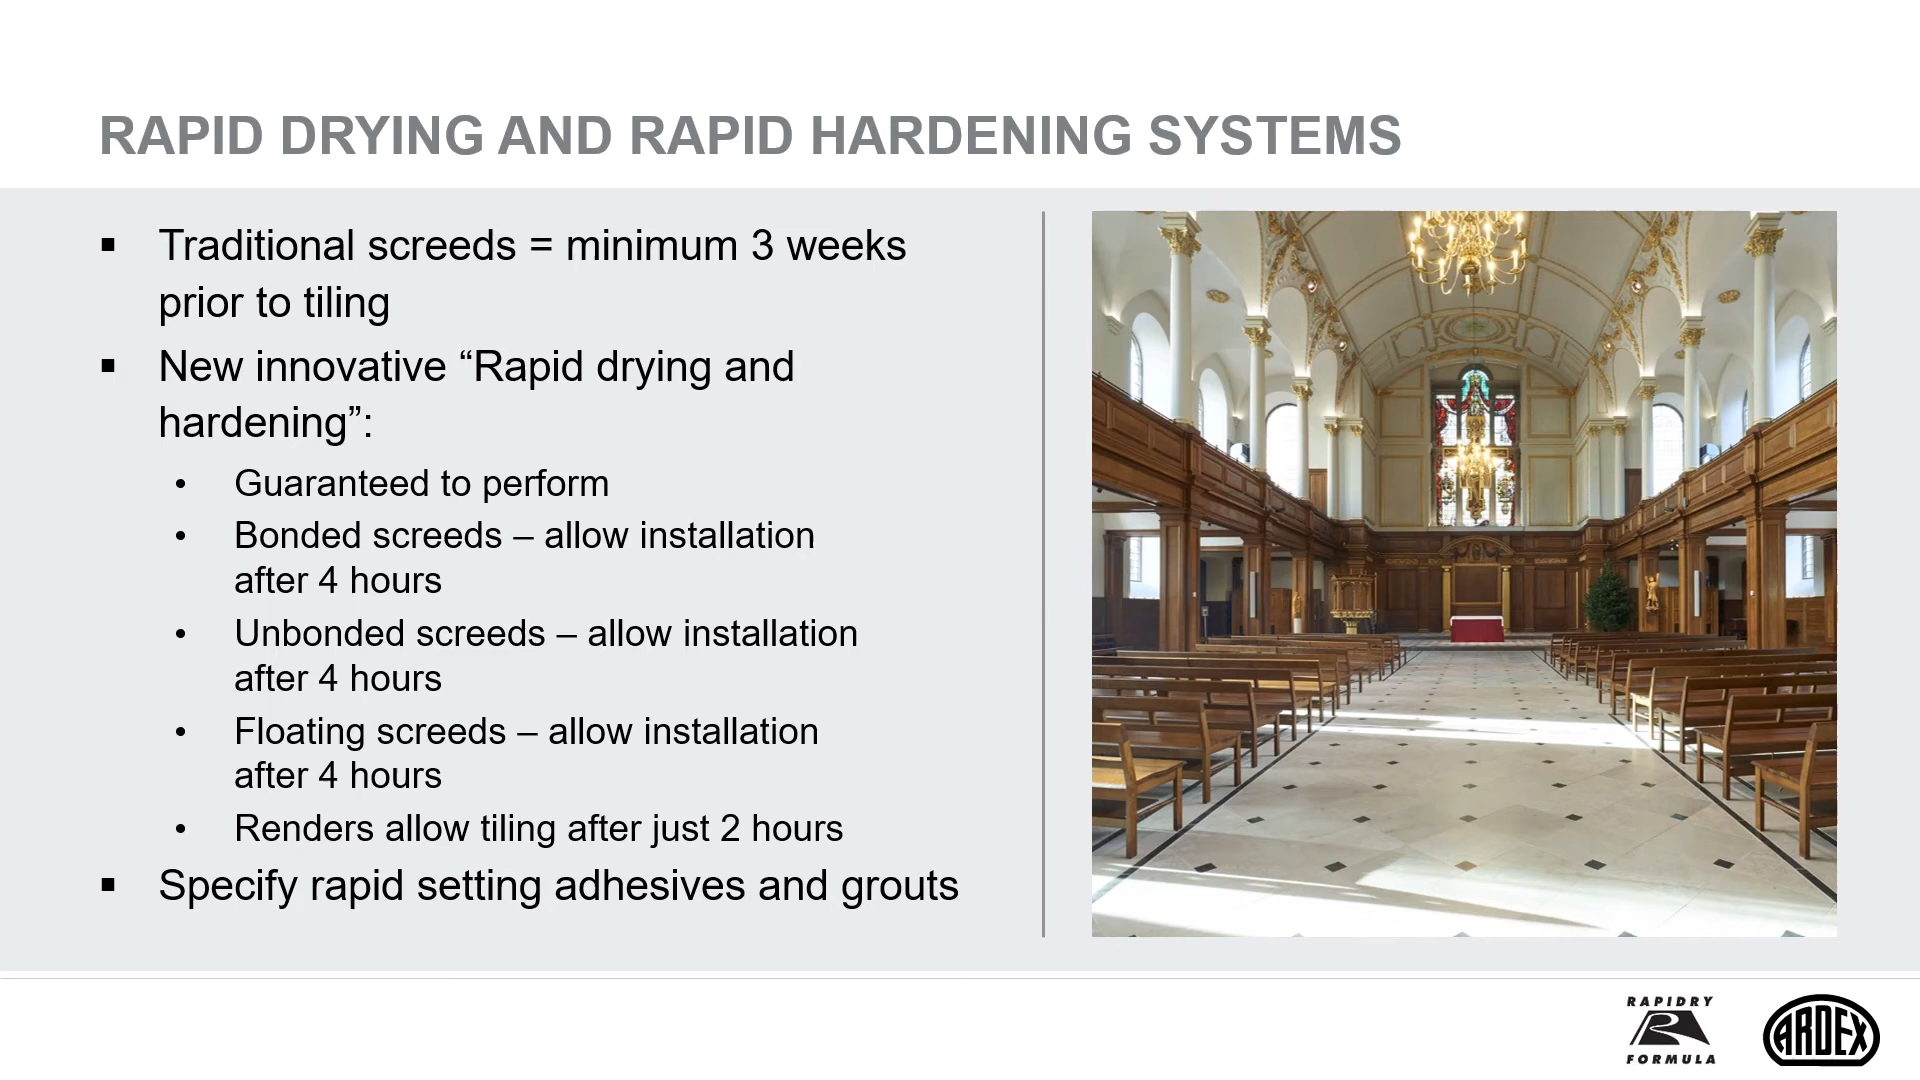 RAPID DRYING AND RAPID HARDENING SYSTEMS
▪ Traditional screeds = minimum 3 weeks
prior to tiling
▪ New innovative “Rapid drying and
hardening”:
• Guaranteed to perform
• Bonded screeds – allow installation
after 4 hours
• Unbonded screeds – allow installation
after 4 hours
• Floating screeds – allow installation
after 4 hours
• Renders allow tiling after just 2 hours
▪ Specify rapid setting adhesives and grouts
RAPIDRY
R
FORMULA
ARDEX